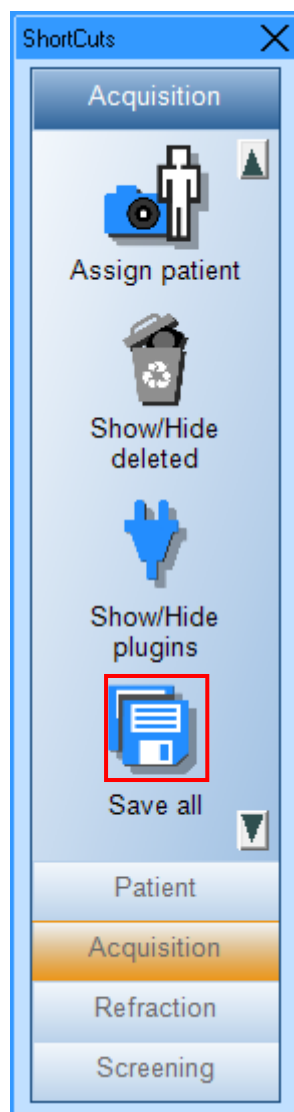 ShortCuts
Acquisition
Assign patient
Show/Hide
deleted
Show/Hide
plugins
Save all
Patient
Acquisition
Refraction
Screening